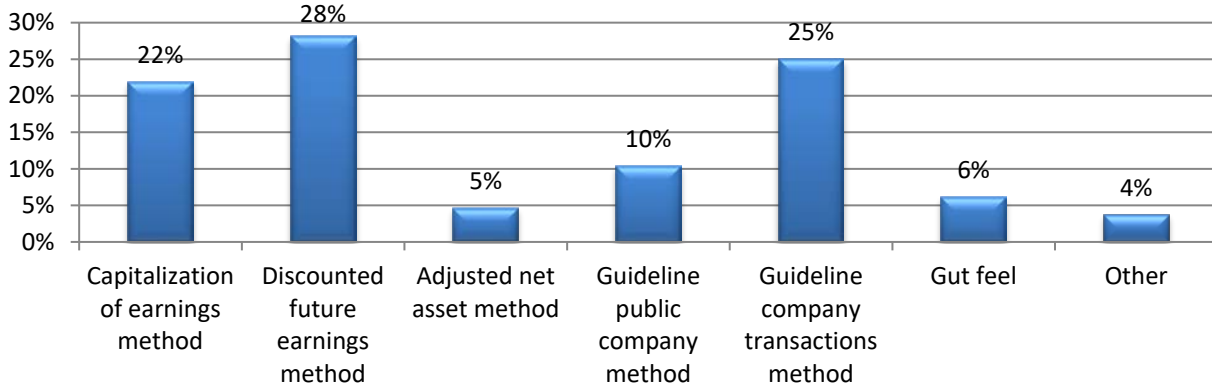 30%
25%
20%
15%
10%
5%
0%
22%
28%
5%
10%
25%
6%
4%
Capitalization
of earnings
method
Discounted
future
earnings
method
Adjusted net
asset method
Guideline
public
company
method
Guideline
company
transactions
method
Gut feel
Other